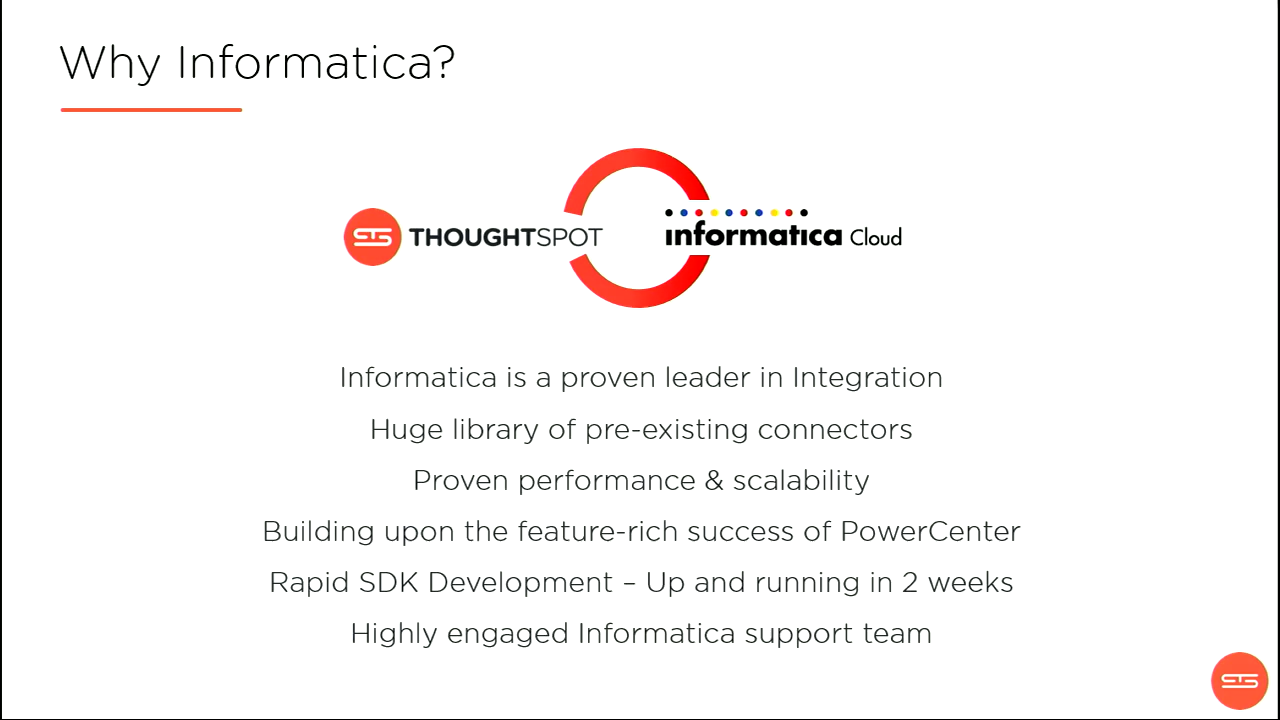 Why Informatica?
THOUGHTSPOT
informatica Cloud
Informatica is a proven leader in Integration
Huge library of pre-existing connectors
Proven performance & scalability
Building upon the feature-rich success of PowerCenter
Rapid SDK Development – Up and running in 2 weeks
Highly engaged Informatica support team